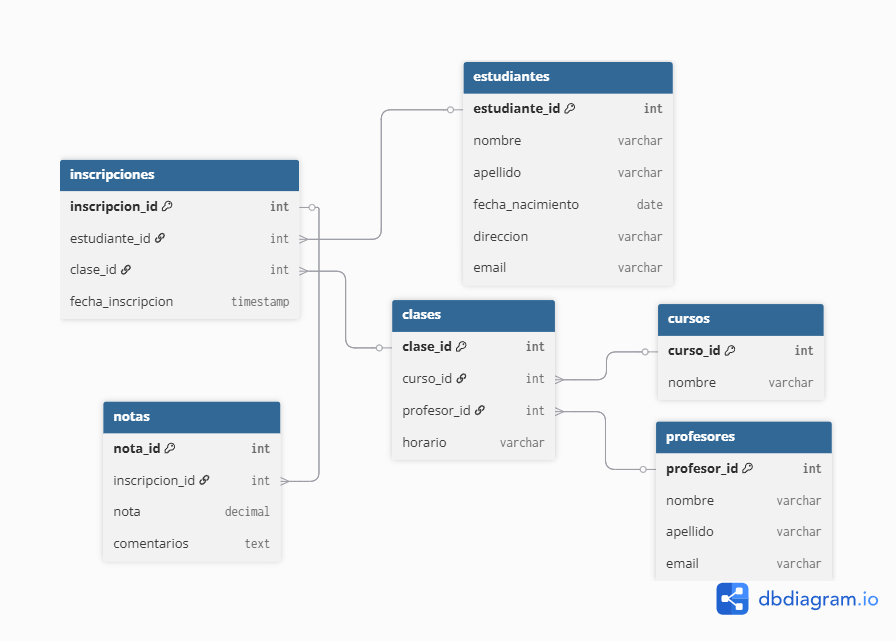 estudiantes
estudiante_id int
nombre varchar
apellido varchar
fecha_nacimiento date
direccion varchar
email varchar
inscripciones
inscripcion_id int
estudiante_id int
clase_id int
fecha_inscripcion timestamp
clases
clase_id int
curso_id int
profesor_id int
horario varchar
cursos
curso_id int
nombre varchar
notas
nota_id int
inscripcion_id int
nota decimal
comentarios text
profesores
profesor_id int
nombre varchar
apellido varchar
email varchar
dbdiagram.io